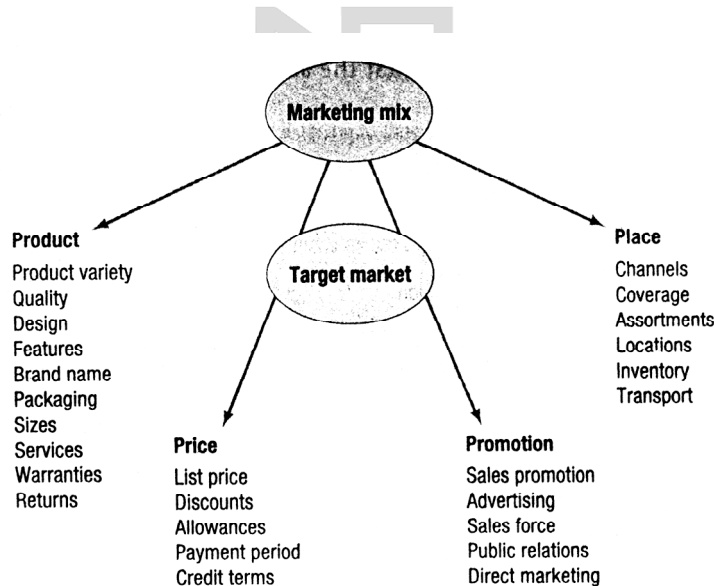 Marketing mix
Target market
Product
Product variety
Quality
Design
Features
Brand name
Packaging
Sizes
Services
Warranties
Returns
Price
List price
Discounts
Allowances
Payment period
Credit terms
Promotion
Sales promotion
Advertising
Sales force
Public relations
Direct marketing
Place
Channels
Coverage
Assortments
Locations
Inventory
Transport